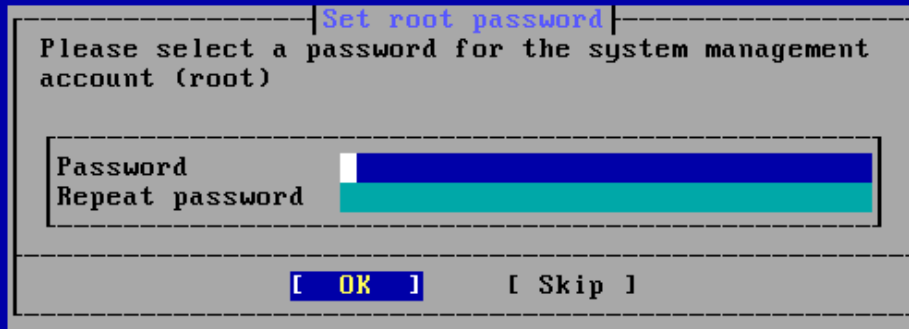 Set root password
Please select a password for the system management
account (root)
Password
Repeat password
[ OK ] [ Skip ]